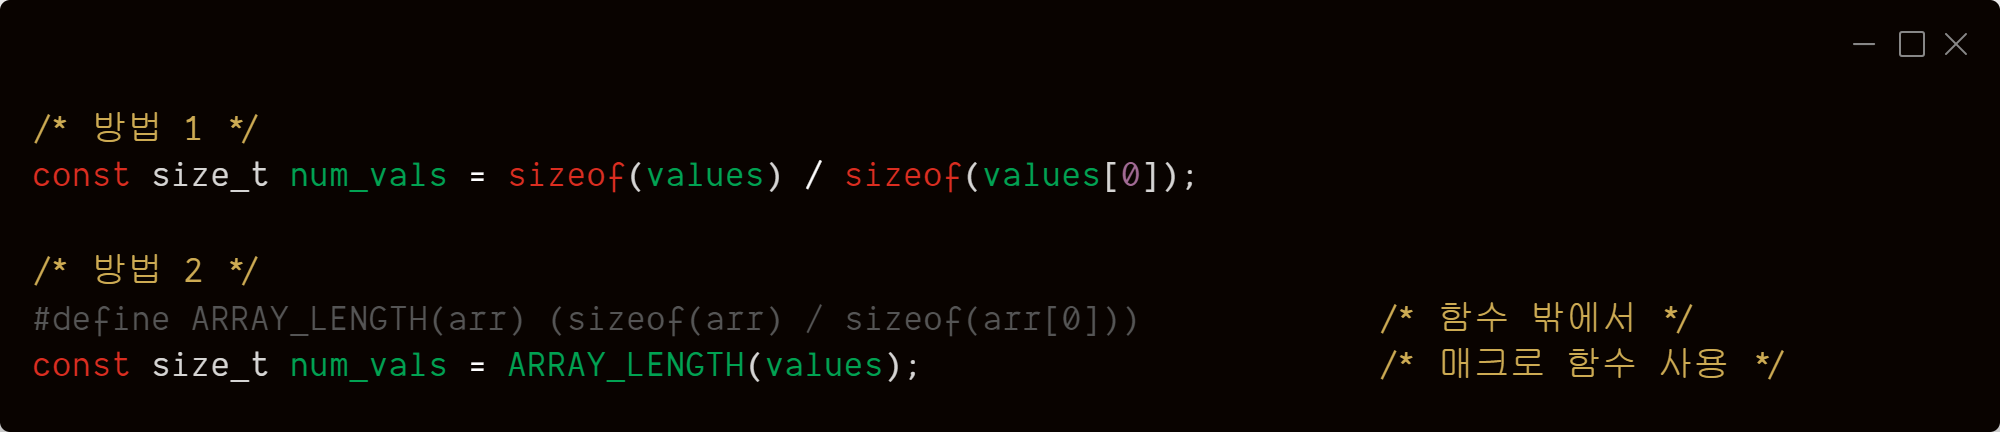 /* 방법 1 */
const size_t num_vals = sizeof(values) / sizeof(values[0]);
/* 방법 2 */
#define ARRAY_LENGTH(arr) (sizeof(arr) / sizeof(arr[0])) /* 함수 밖에서 */
const size_t num_vals = ARRAY_LENGTH(values); /* 매크로 함수 사용 */